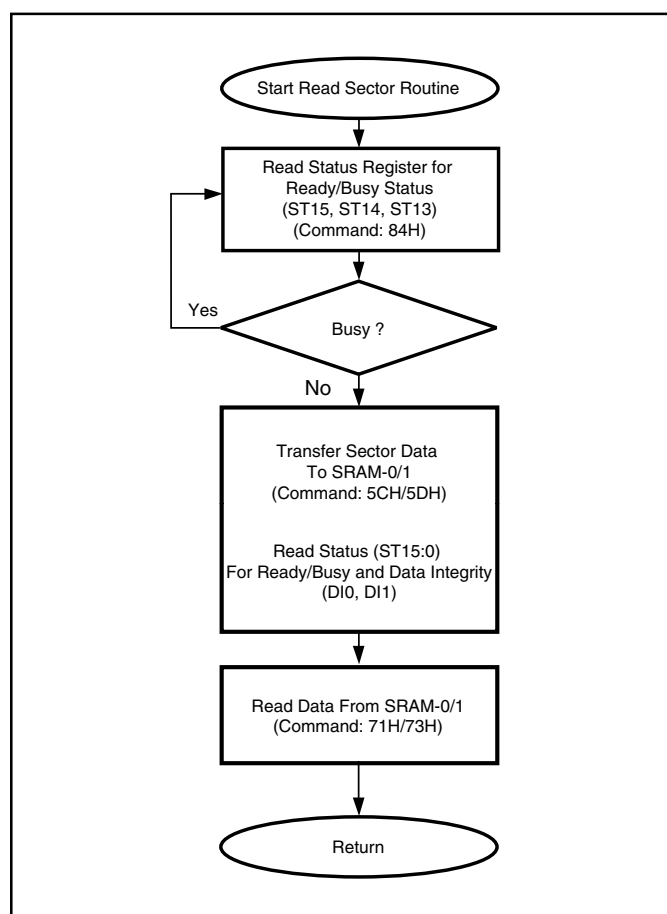 Start Read Sector Routine
Read Status Register for
Ready/Busy Status
(ST15, ST14, ST13)
(Command: 84H)
Yes
Busy ?
No
Transfer Sector Data
To SRAM-0/1
(Command: 5CH/5DH)
Read Status (ST15:0)
For Ready/Busy and Data Integrity
(DI0, DI1)
Read Data From SRAM-0/1
(Command: 71H/73H)
Return